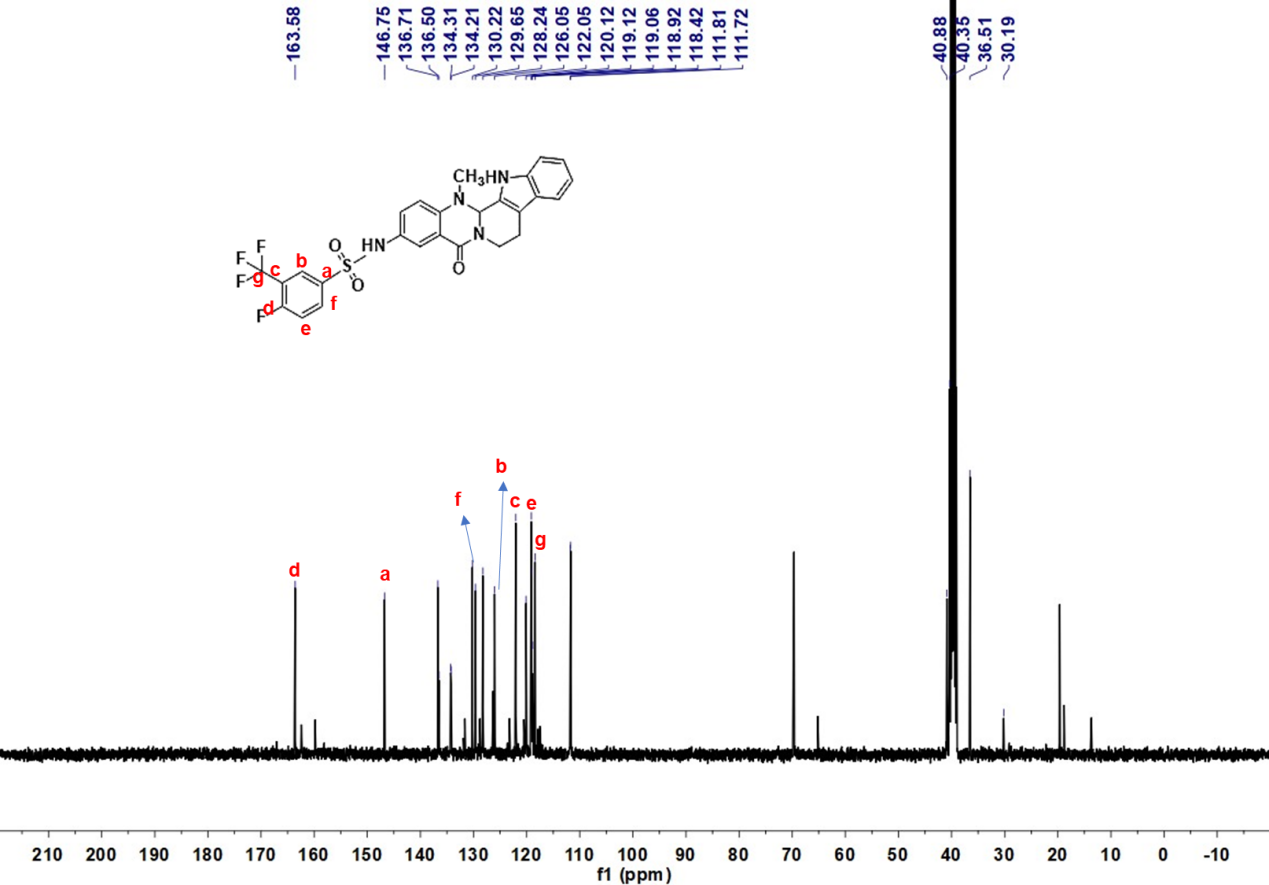 163.58
146.75
136.71
136.50
134.31
134.21
130.22
129.65
128.24
126.05
122.05
120.12
119.12
119.06
118.92
118.42
111.81
111.72
40.88
40.35
36.51
30.19
CH3 HN
N
N
O
HN
O
S
O
F
F
F
F
g
c
b
a
d
f
e
b
f
c
e
g
d
a
210 200 190 180 170 160 150 140 130 120 110 100 90 80 70 60 50 40 30 20 10 0 -10
f1 (ppm)